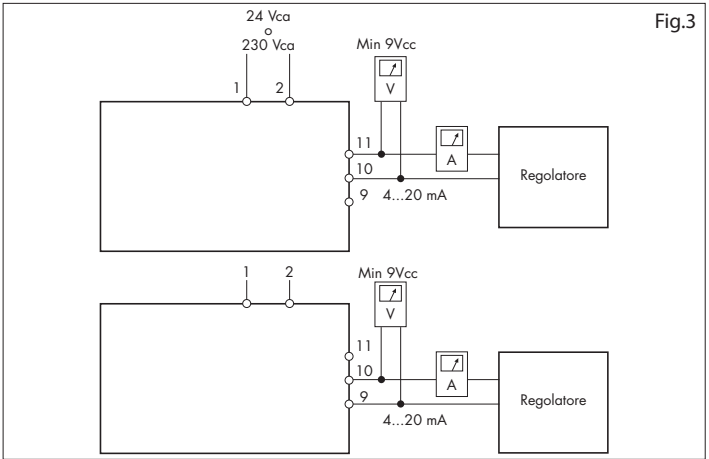 Fig.3
24 Vca
o
230 Vca
Min 9Vcc
1 2
V
11
A
10
Regolatore
9
4...20 mA
1 2
Min 9Vcc
V
11
10
A
9
Regolatore
4...20 mA